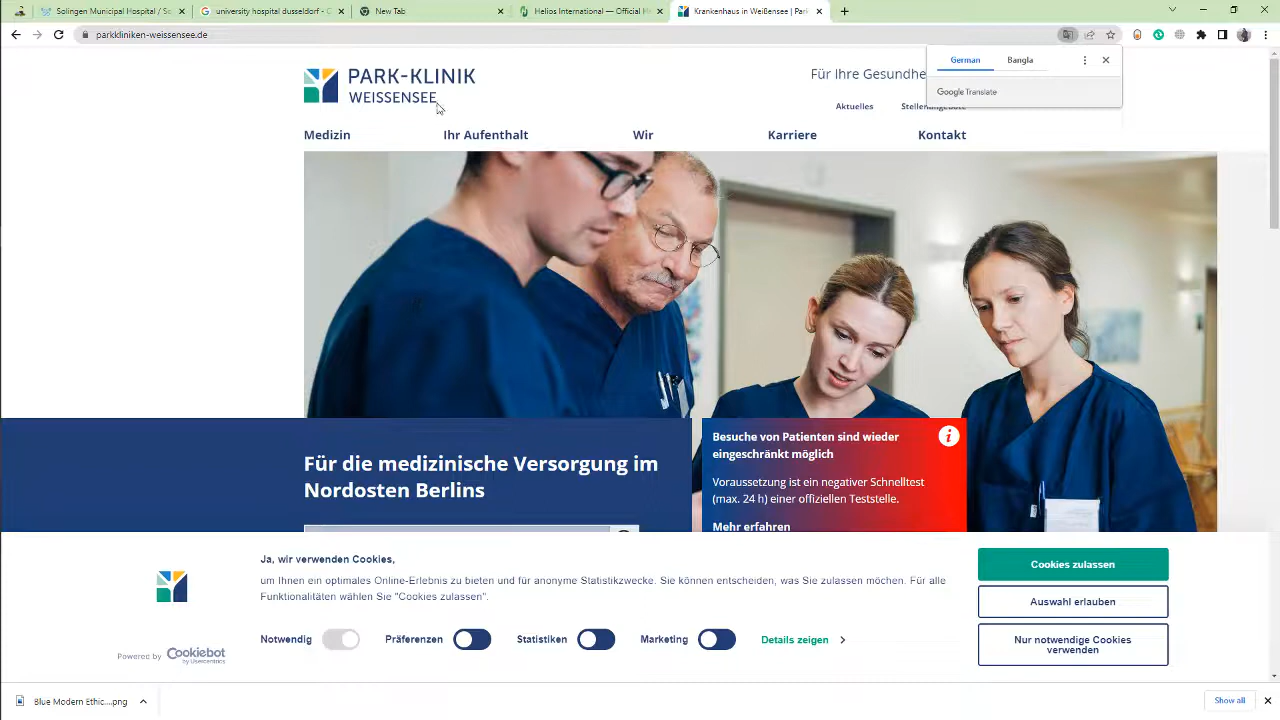 Solingen Municipal Hospital / So
university hospital dusseldorf - G
New Tab
Helios International — Official H
Krankenhaus in Weißensee | Park
parkkliniken-weissensee.de
German
Bangla
Google Translate
PARK-KLINIK
WEISSENSEE
Für Ihre Gesundhe
Aktuelles
Stellenangebote
Medizin
Ihr Aufenthalt
Wir
Karriere
Kontakt
Für die medizinische Versorgung im
Nordosten Berlins
Besuche von Patienten sind wieder
eingeschränkt möglich
Voraussetzung ist ein negativer Schnelltest
(max. 24 h) einer offiziellen Teststelle.
Mehr erfahren
Ja, wir verwenden Cookies,
um Ihnen ein optimales Online-Erlebnis zu bieten und für anonyme Statistikzwecke. Sie können entscheiden, was Sie zulassen möchen. Für alle
Funktionalitäten wählen Sie "Cookies zulassen".
Notwendig
Präferenzen
Statistiken
Marketing
Details zeigen
Cookies zulassen
Auswahl erlauben
Nur notwendige Cookies
verwenden
Powered by Cookiebot
by Usercentrics
Blue Modern Ethic....png
Show all